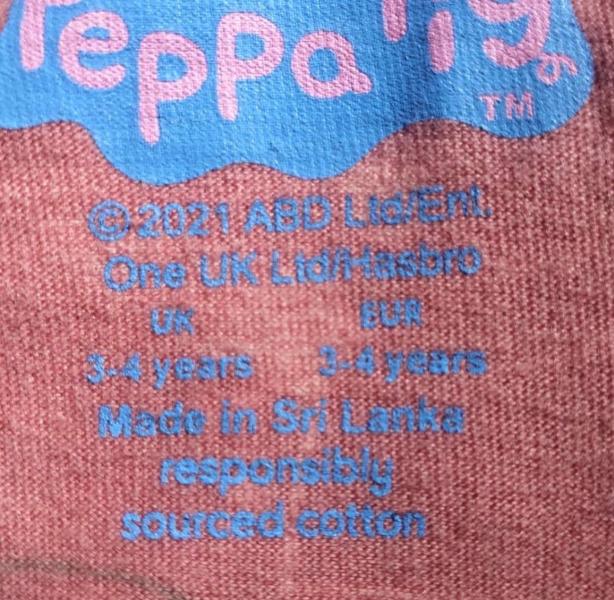 Peppa Pig
TM
©2021 ABD Ltd/Ent.
One UK Ltd/Hasbro
UK EUR
3-4 years 3-4 years
Made in Sri Lanka
responsibly
sourced cotton